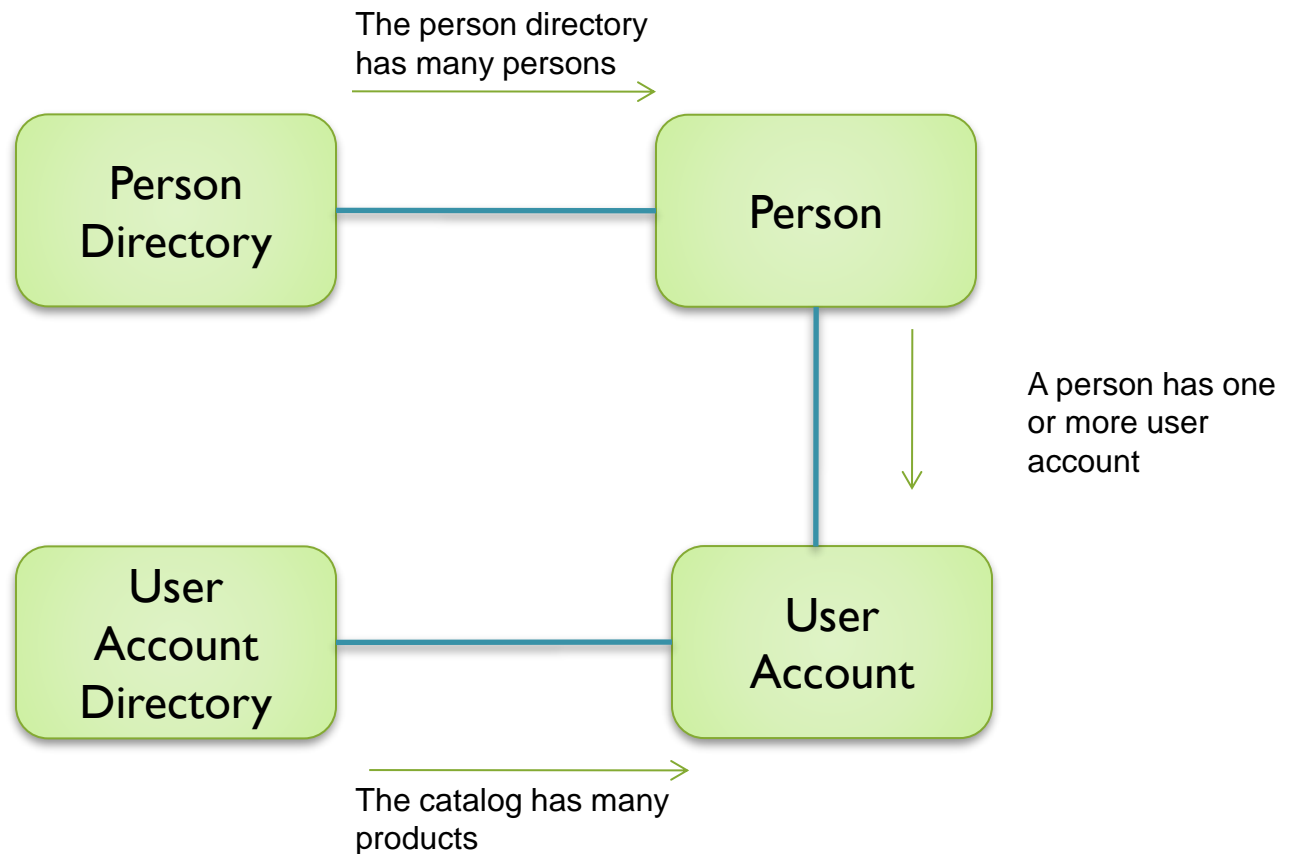 The person directory
has many persons
Person
Directory
Person
A person has one
or more user
account
User
Account
Directory
User
Account
The catalog has many
products